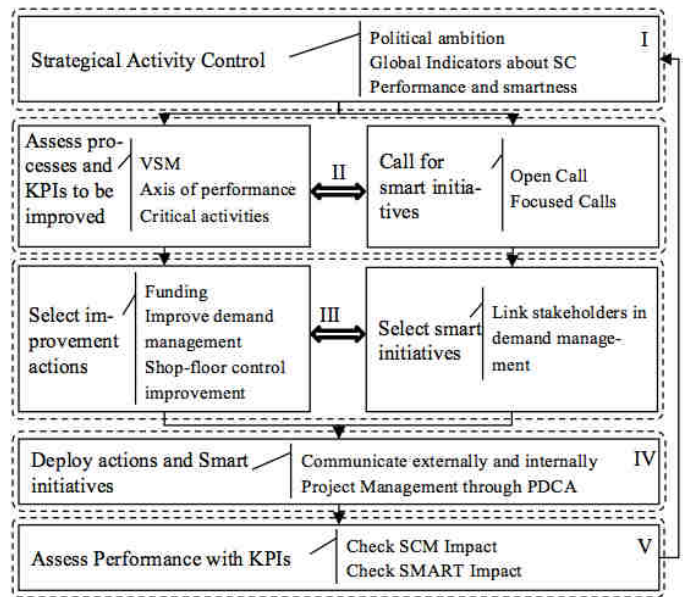 Strategical Activity Control
Political ambition
Global Indicators about SC
Performance and smartness
I
Assess pro-
cesses and
KPIs to be
improved
VSM
Axis of performance
Critical activities
II
Call for
smart initia-
tives
Open Call
Focused Calls
Select im-
provement
actions
Funding
Improve demand
management
Shop-floor control
improvement
III
Select smart
initiatives
Link stakeholders in
demand manage-
ment
Deploy actions and Smart
initiatives
Communicate externally and internally
Project Management through PDCA
IV
Assess Performance with KPIs
Check SCM Impact
Check SMART Impact
V